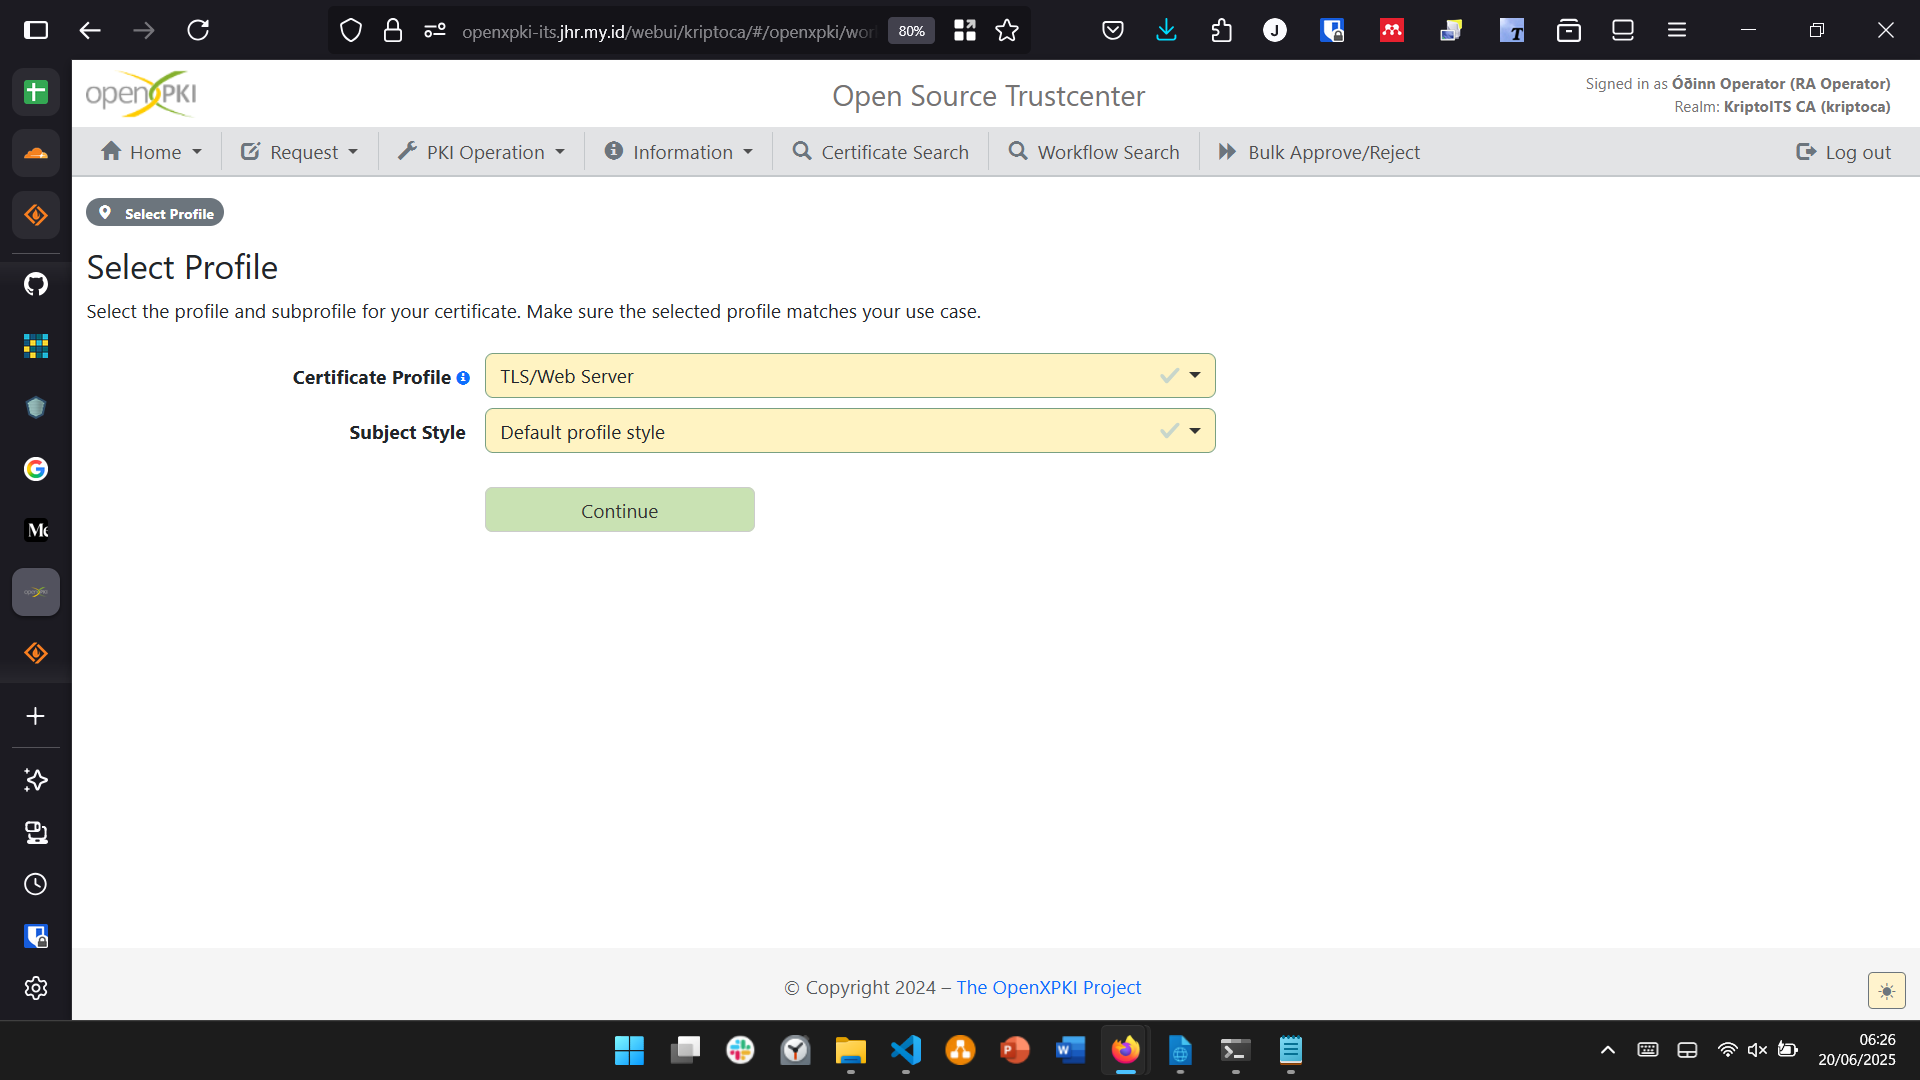 openxpki-its.jhr.my.id/webui/kriptoca/#/openxpki/wor
80%
J
T
openXPKI
Open Source Trustcenter
Signed in as Óðinn Operator (RA Operator)
Realm: KriptoITS CA (kriptoca)
Home
Request
PKI Operation
Information
Certificate Search
Workflow Search
Bulk Approve/Reject
Log out
Select Profile
Select Profile
Select the profile and subprofile for your certificate. Make sure the selected profile matches your use case.
Certificate Profile
TLS/Web Server
Subject Style
Default profile style
Continue
© Copyright 2024 – The OpenXPKI Project
06:26
20/06/2025